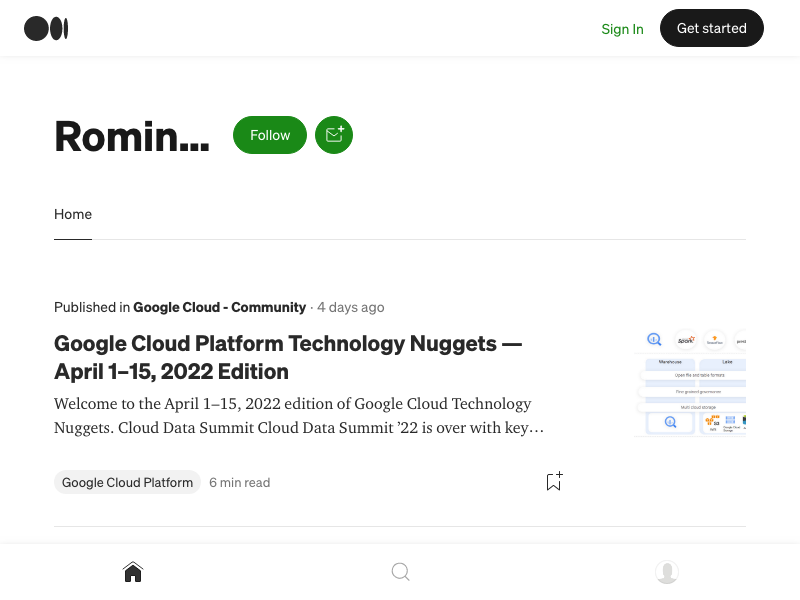 Sign In
Get started
Romin...
Follow
Home
Published in Google Cloud - Community · 4 days ago
Google Cloud Platform Technology Nuggets —
April 1–15, 2022 Edition
Welcome to the April 1–15, 2022 edition of Google Cloud Technology
Nuggets. Cloud Data Summit Cloud Data Summit ’22 is over with key…
Spark
Warehouse
Lake
Open file and table formats
Fine grained governance
Multi cloud storage
Google Cloud Platform
6 min read